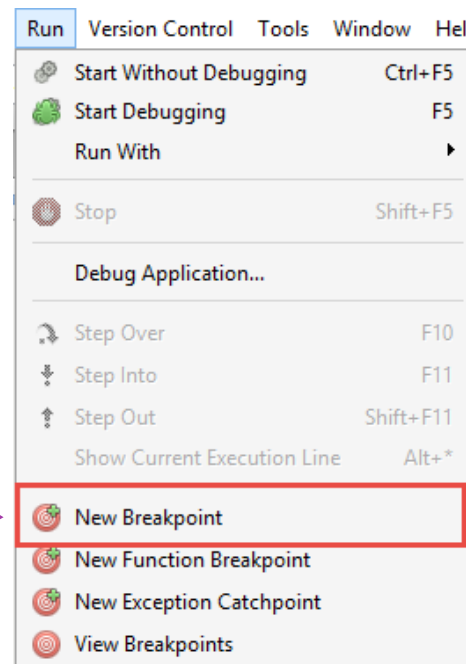 Run Version Control Tools Window Hel
Start Without Debugging Ctrl+F5
Start Debugging F5
Run With
Stop Shift+F5
Debug Application...
Step Over F10
Step Into F11
Step Out Shift+F11
Show Current Execution Line Alt+*
New Breakpoint
New Function Breakpoint
New Exception Catchpoint
View Breakpoints